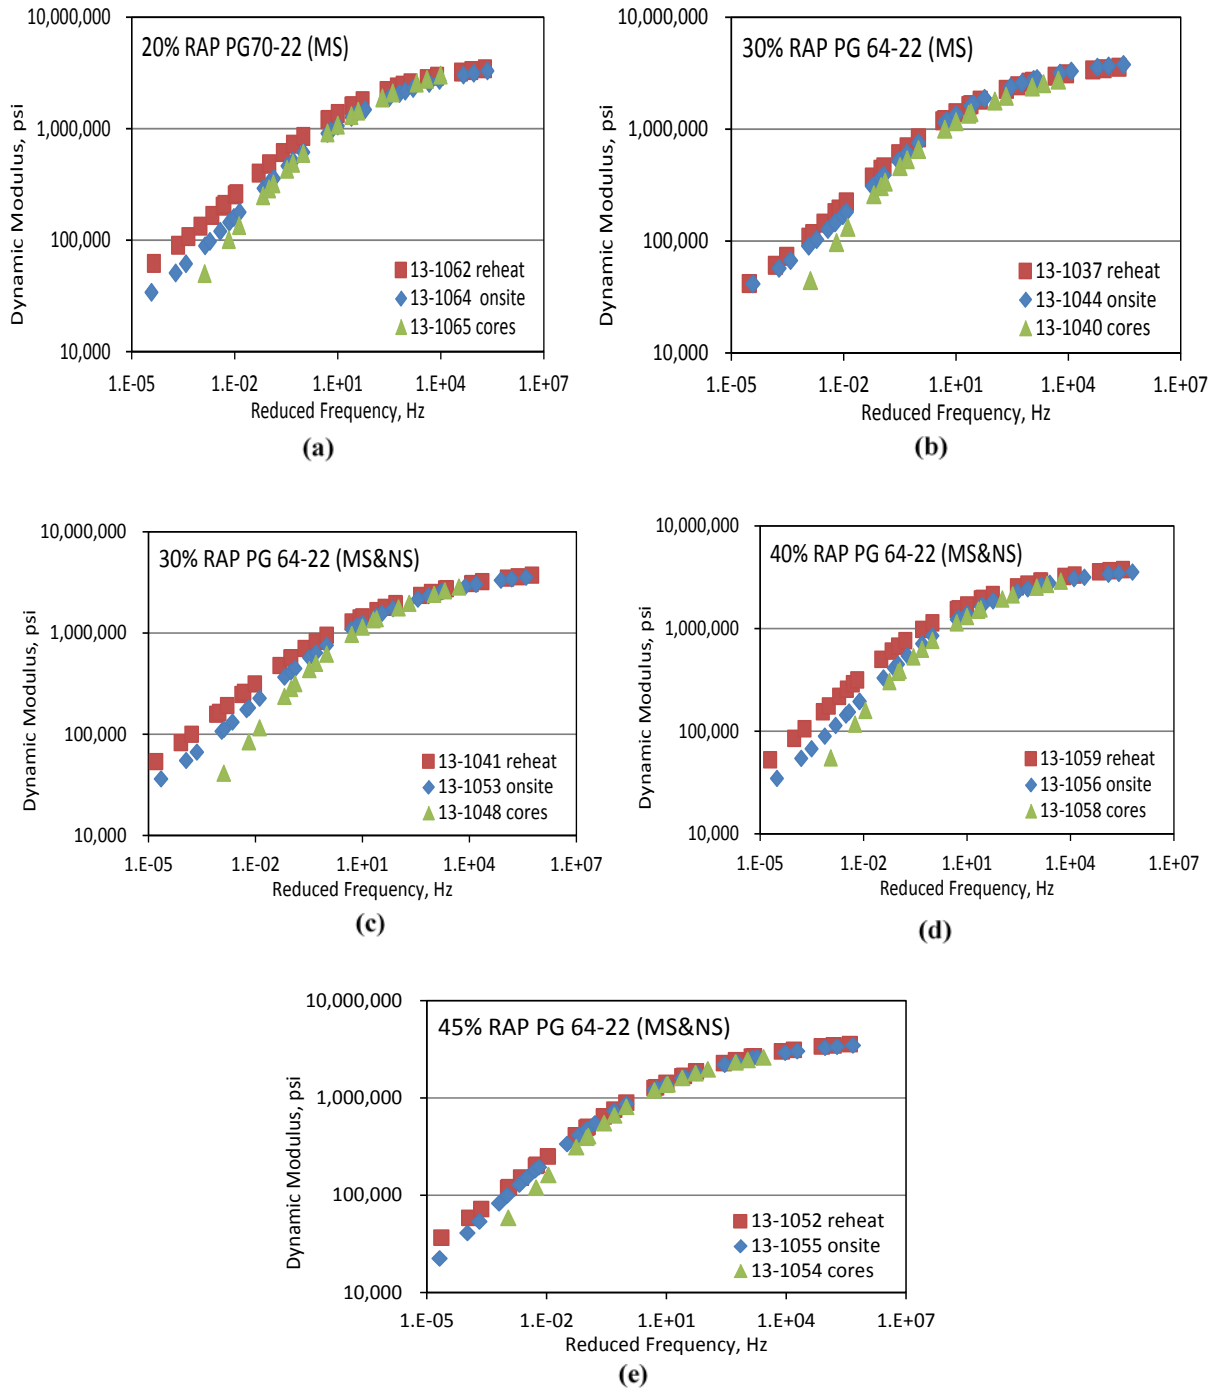 10,000,000
1,000,000
100,000
10,000
Dynamic Modulus, psi
20% RAP PG70-22 (MS)
13-1062 reheat
13-1064 onsite
13-1065 cores
1.E-05 1.E-02 1.E+01 1.E+04 1.E+07
Reduced Frequency, Hz
(a)
10,000,000
1,000,000
100,000
10,000
Dynamic Modulus, psi
30% RAP PG 64-22 (MS)
13-1037 reheat
13-1044 onsite
13-1040 cores
1.E-05 1.E-02 1.E+01 1.E+04 1.E+07
Reduced Frequency, Hz
(b)
10,000,000
1,000,000
100,000
10,000
Dynamic Modulus, psi
30% RAP PG 64-22 (MS&NS)
13-1041 reheat
13-1053 onsite
13-1048 cores
1.E-05 1.E-02 1.E+01 1.E+04 1.E+07
Reduced Frequency, Hz
(c)
10,000,000
1,000,000
100,000
10,000
Dynamic Modulus, psi
40% RAP PG 64-22 (MS&NS)
13-1059 reheat
13-1056 onsite
13-1058 cores
1.E-05 1.E-02 1.E+01 1.E+04 1.E+07
Reduced Frequency, Hz
(d)
10,000,000
1,000,000
100,000
10,000
Dynamic Modulus, psi
45% RAP PG 64-22 (MS&NS)
13-1052 reheat
13-1055 onsite
13-1054 cores
1.E-05 1.E-02 1.E+01 1.E+04 1.E+07
Reduced Frequency, Hz
(e)